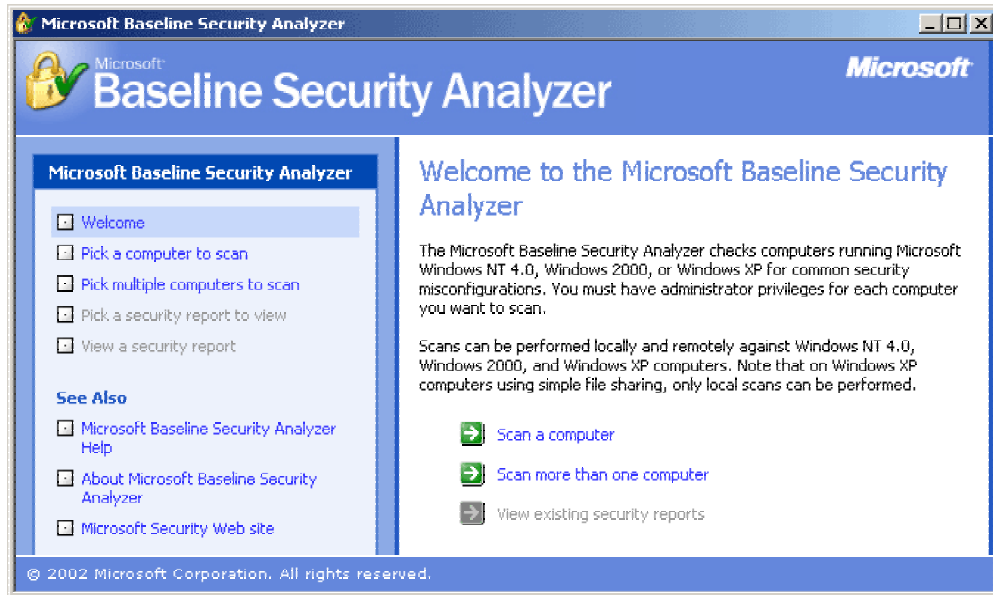 Microsoft Baseline Security Analyzer
Microsoft
Baseline Security Analyzer
Microsoft
Microsoft Baseline Security Analyzer
Welcome
Pick a computer to scan
Pick multiple computers to scan
Pick a security report to view
View a security report
See Also
Microsoft Baseline Security Analyzer
Help
About Microsoft Baseline Security
Analyzer
Microsoft Security Web site
Welcome to the Microsoft Baseline Security
Analyzer
The Microsoft Baseline Security Analyzer checks computers running Microsoft
Windows NT 4.0, Windows 2000, or Windows XP for common security
misconfigurations. You must have administrator privileges for each computer
you want to scan.
Scans can be performed locally and remotely against Windows NT 4.0,
Windows 2000, and Windows XP computers. Note that on Windows XP
computers using simple file sharing, only local scans can be performed.
Scan a computer
Scan more than one computer
View existing security reports
© 2002 Microsoft Corporation. All rights reserved.